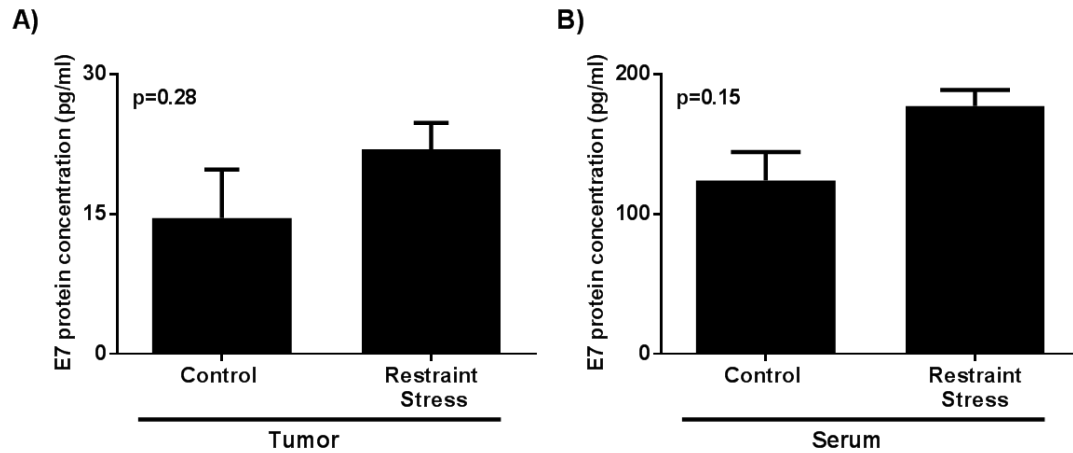 A)
E7 protein concentration (pg/ml)
30
15
0
p=0.28
Control
Restraint
Stress
Tumor
B)
E7 protein concentration (pg/ml)
200
100
0
p=0.15
Control
Restraint
Stress
Serum